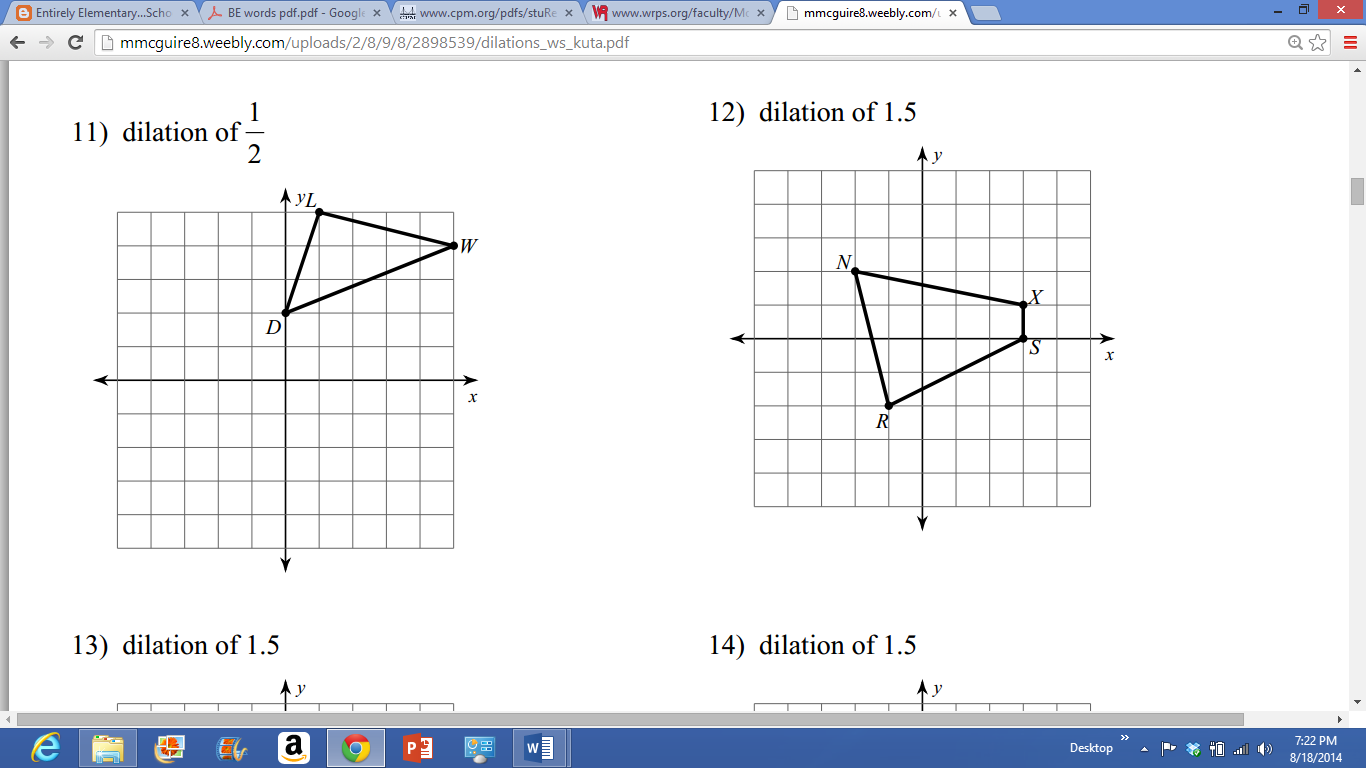 Entirely Elementary...Scho
BE words pdf.pdf - Google
www.cpm.org/pdfs/stuRe
www.wrps.org/faculty/Mc
mmcguire8.weebly.com/u
mmcguire8.weebly.com/uploads/2/8/9/8/2898539/dilations_ws_kuta.pdf
11) dilation of 1/2
y
L
W
D
x
12) dilation of 1.5
y
N
X
S
x
R
13) dilation of 1.5
y
14) dilation of 1.5
y
Desktop
7:22 PM
8/18/2014